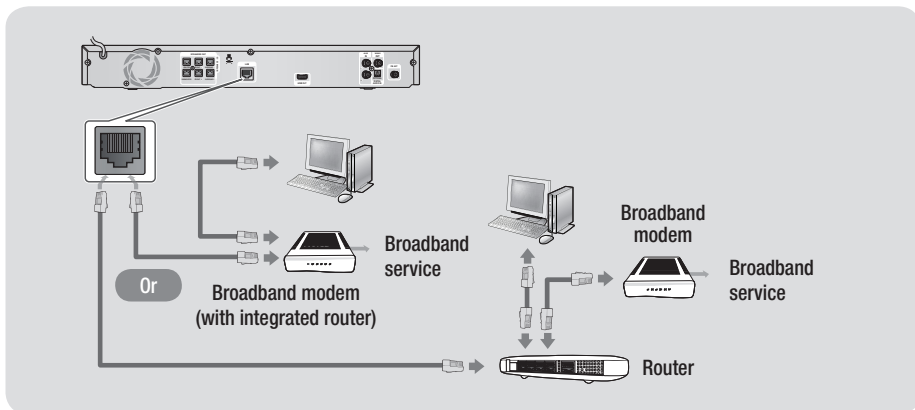 Broadband
service
Or
Broadband modem
(with integrated router)
Broadband
modem
Broadband
service
Router